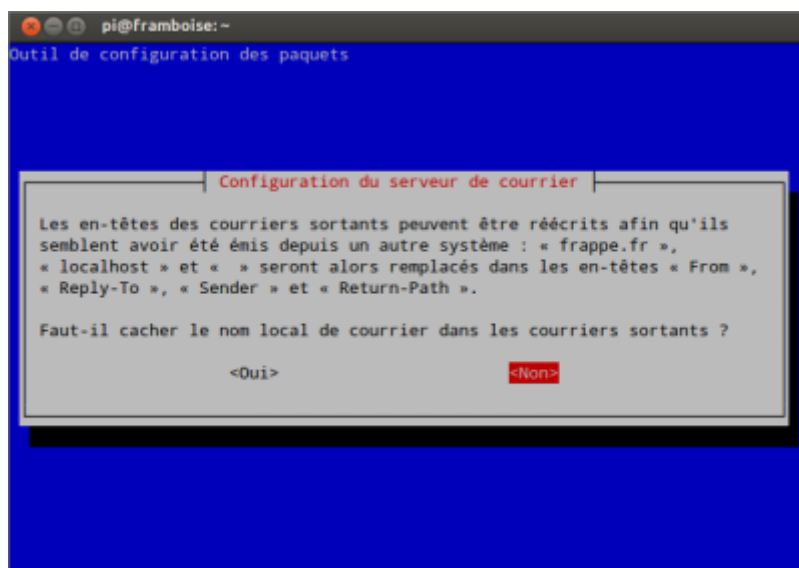 pi@framboise: ~
Outil de configuration des paquets
Configuration du serveur de courrier
Les en-têtes des courriers sortants peuvent être réécrits afin qu'ils
semblent avoir été émis depuis un autre système : « frappe.fr »,
« localhost » et «  » seront alors remplacés dans les en-têtes « From »,
« Reply-To », « Sender » et « Return-Path ».
Faut-il cacher le nom local de courrier dans les courriers sortants ?
<Oui> <Non>